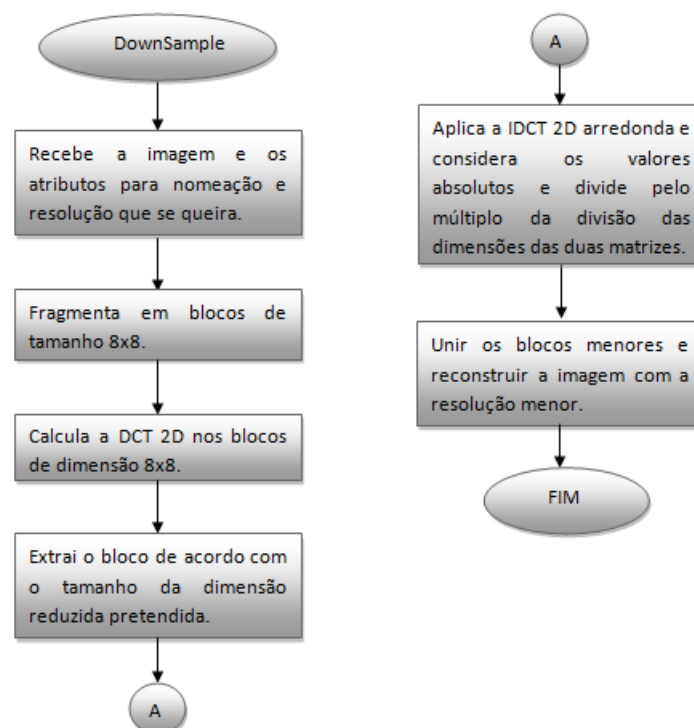 DownSample
Recebe a imagem e os
atributos para nomeação e
resolução que se queira.
Fragmenta em blocos de
tamanho 8x8.
Calcula a DCT 2D nos blocos
de dimensão 8x8.
Extrai o bloco de acordo com
o tamanho da dimensão
reduzida pretendida.
A
A
Aplica a IDCT 2D arredonda e
considera os valores
absolutos e divide pelo
múltiplo da divisão das
dimensões das duas matrizes.
Unir os blocos menores e
reconstruir a imagem com a
resolução menor.
FIM